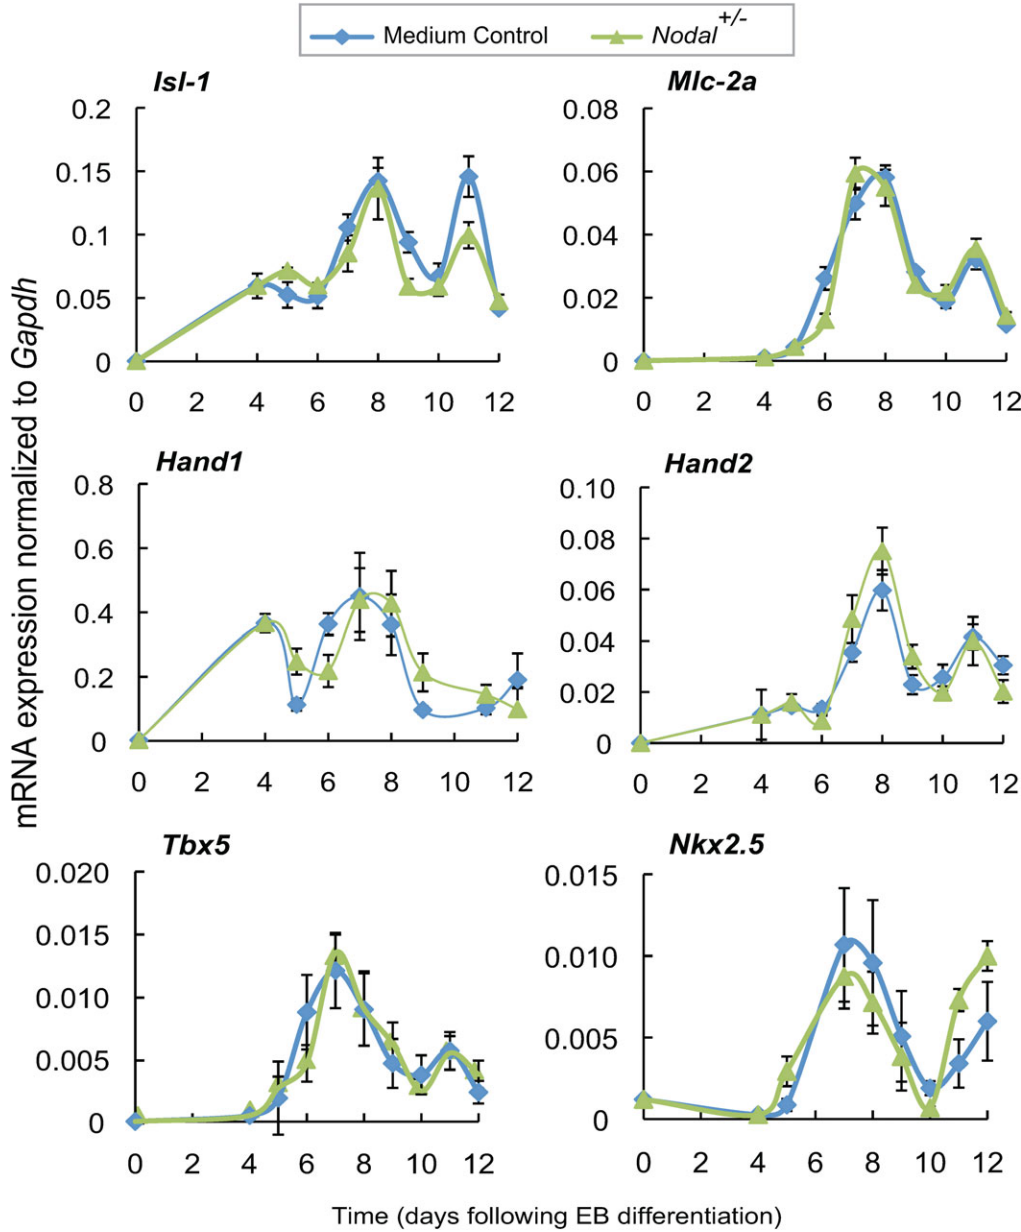 Medium Control Nodal+/-
Isl-1 Mlc-2a
0.2 0.15 0.1 0.05 0
0 2 4 6 8 10 12
0.08 0.06 0.04 0.02 0
0 2 4 6 8 10 12
mRNA expression normalized to Gapdh
Hand1 Hand2
0.8 0.6 0.4 0.2 0
0 2 4 6 8 10 12
0.10 0.08 0.06 0.04 0.02 0
0 2 4 6 8 10 12
Tbx5 Nkx2.5
0.020 0.015 0.010 0.005 0
0 2 4 6 8 10 12
0.015 0.010 0.005 0
0 2 4 6 8 10 12
Time (days following EB differentiation)